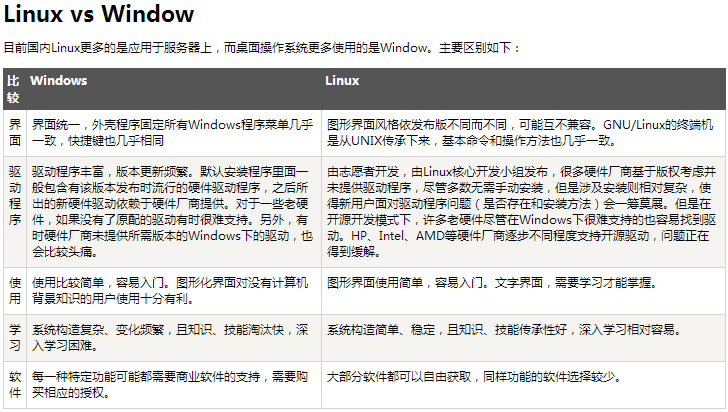 Linux vs Window
目前国内Linux更多的是应用于服务器上，而桌面操作系统更多使用的是Window。主要区别如下：
比较 Windows Linux
界面 界面统一，外壳程序固定所有Windows程序菜单几乎一致，快捷键也几乎相同 图形界面风格依发布版不同而不同，可能互不兼容。GNU/Linux的终端机是从UNIX传承下来，基本命令和操作方法也几乎一致。
驱动程序 驱动程序丰富，版本更新频繁。默认安装程序里面一般包含有该版本发布时流行的硬件驱动程序，之后所出的新硬件驱动依赖于硬件厂商提供。对于一些老硬件，如果没有了原配的驱动有时很难支持。另外，有时硬件厂商未提供所需版本的Windows下的驱动，也会比较头痛。 由志愿者开发，由Linux核心开发小组发布，很多硬件厂商基于版权考虑并未提供驱动程序，尽管多数无需手动安装，但是涉及安装则相对复杂，使得新用户面对驱动程序问题（是否存在和安装方法）会一筹莫展。但是在开源开发模式下，许多老硬件尽管在Windows下很难支持的也容易找到驱动。HP、Intel、AMD等硬件厂商逐步不同程度支持开源驱动，问题正在得到缓解。
使用 使用比较简单，容易入门。图形化界面对没有计算机背景知识的用户使用十分有利。 图形界面使用简单，容易入门。文字界面，需要学习才能掌握。
学习 系统构造复杂、变化频繁，且知识、技能淘汰快，深入学习困难。 系统构造简单、稳定，且知识、技能传承性好，深入学习相对容易。
软件 每一种特定功能可能都需要商业软件的支持，需要购买相应的授权。 大部分软件都可以自由获取，同样功能的软件选择较少。